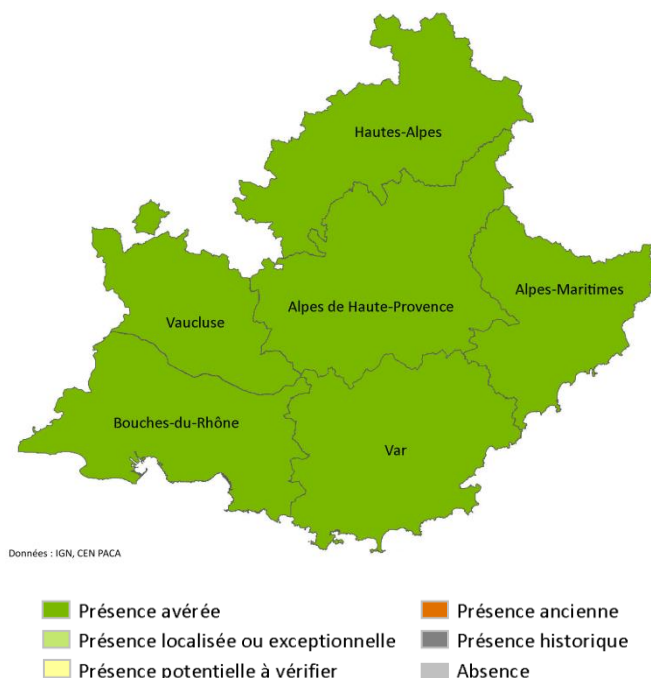 Hautes-Alpes
Alpes-Maritimes
Alpes de Haute-Provence
Vaucluse
Bouches-du-Rhône
Var
Données : IGN, CEN PACA
Présence avérée
Présence localisée ou exceptionnelle
Présence potentielle à vérifier
Présence ancienne
Présence historique
Absence